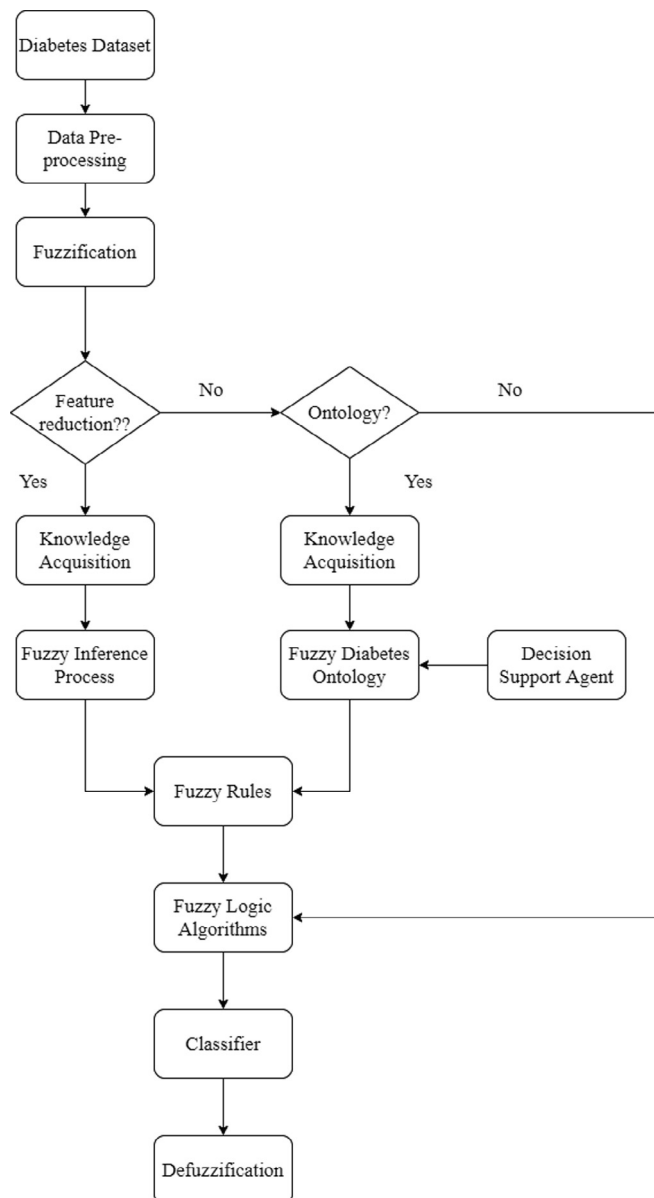 Diabetes Dataset
Data Pre-
processing
Fuzzification
Feature
reduction??
No
Ontology?
No
Yes
Yes
Knowledge
Acquisition
Knowledge
Acquisition
Fuzzy Inference
Process
Fuzzy Diabetes
Ontology
Decision
Support Agent
Fuzzy Rules
Fuzzy Logic
Algorithms
Classifier
Defuzzification